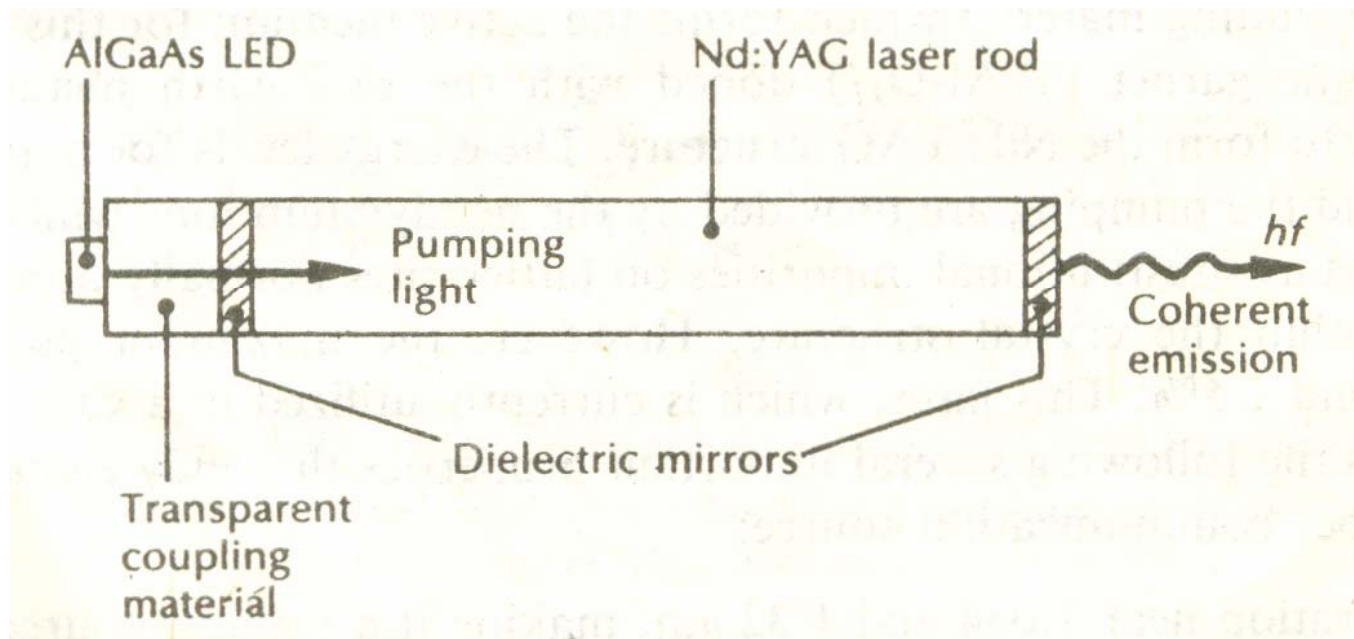 AlGaAs LED
Nd:YAG laser rod
Pumping
light
hf
Coherent
emission
Dielectric mirrors
Transparent
coupling
material